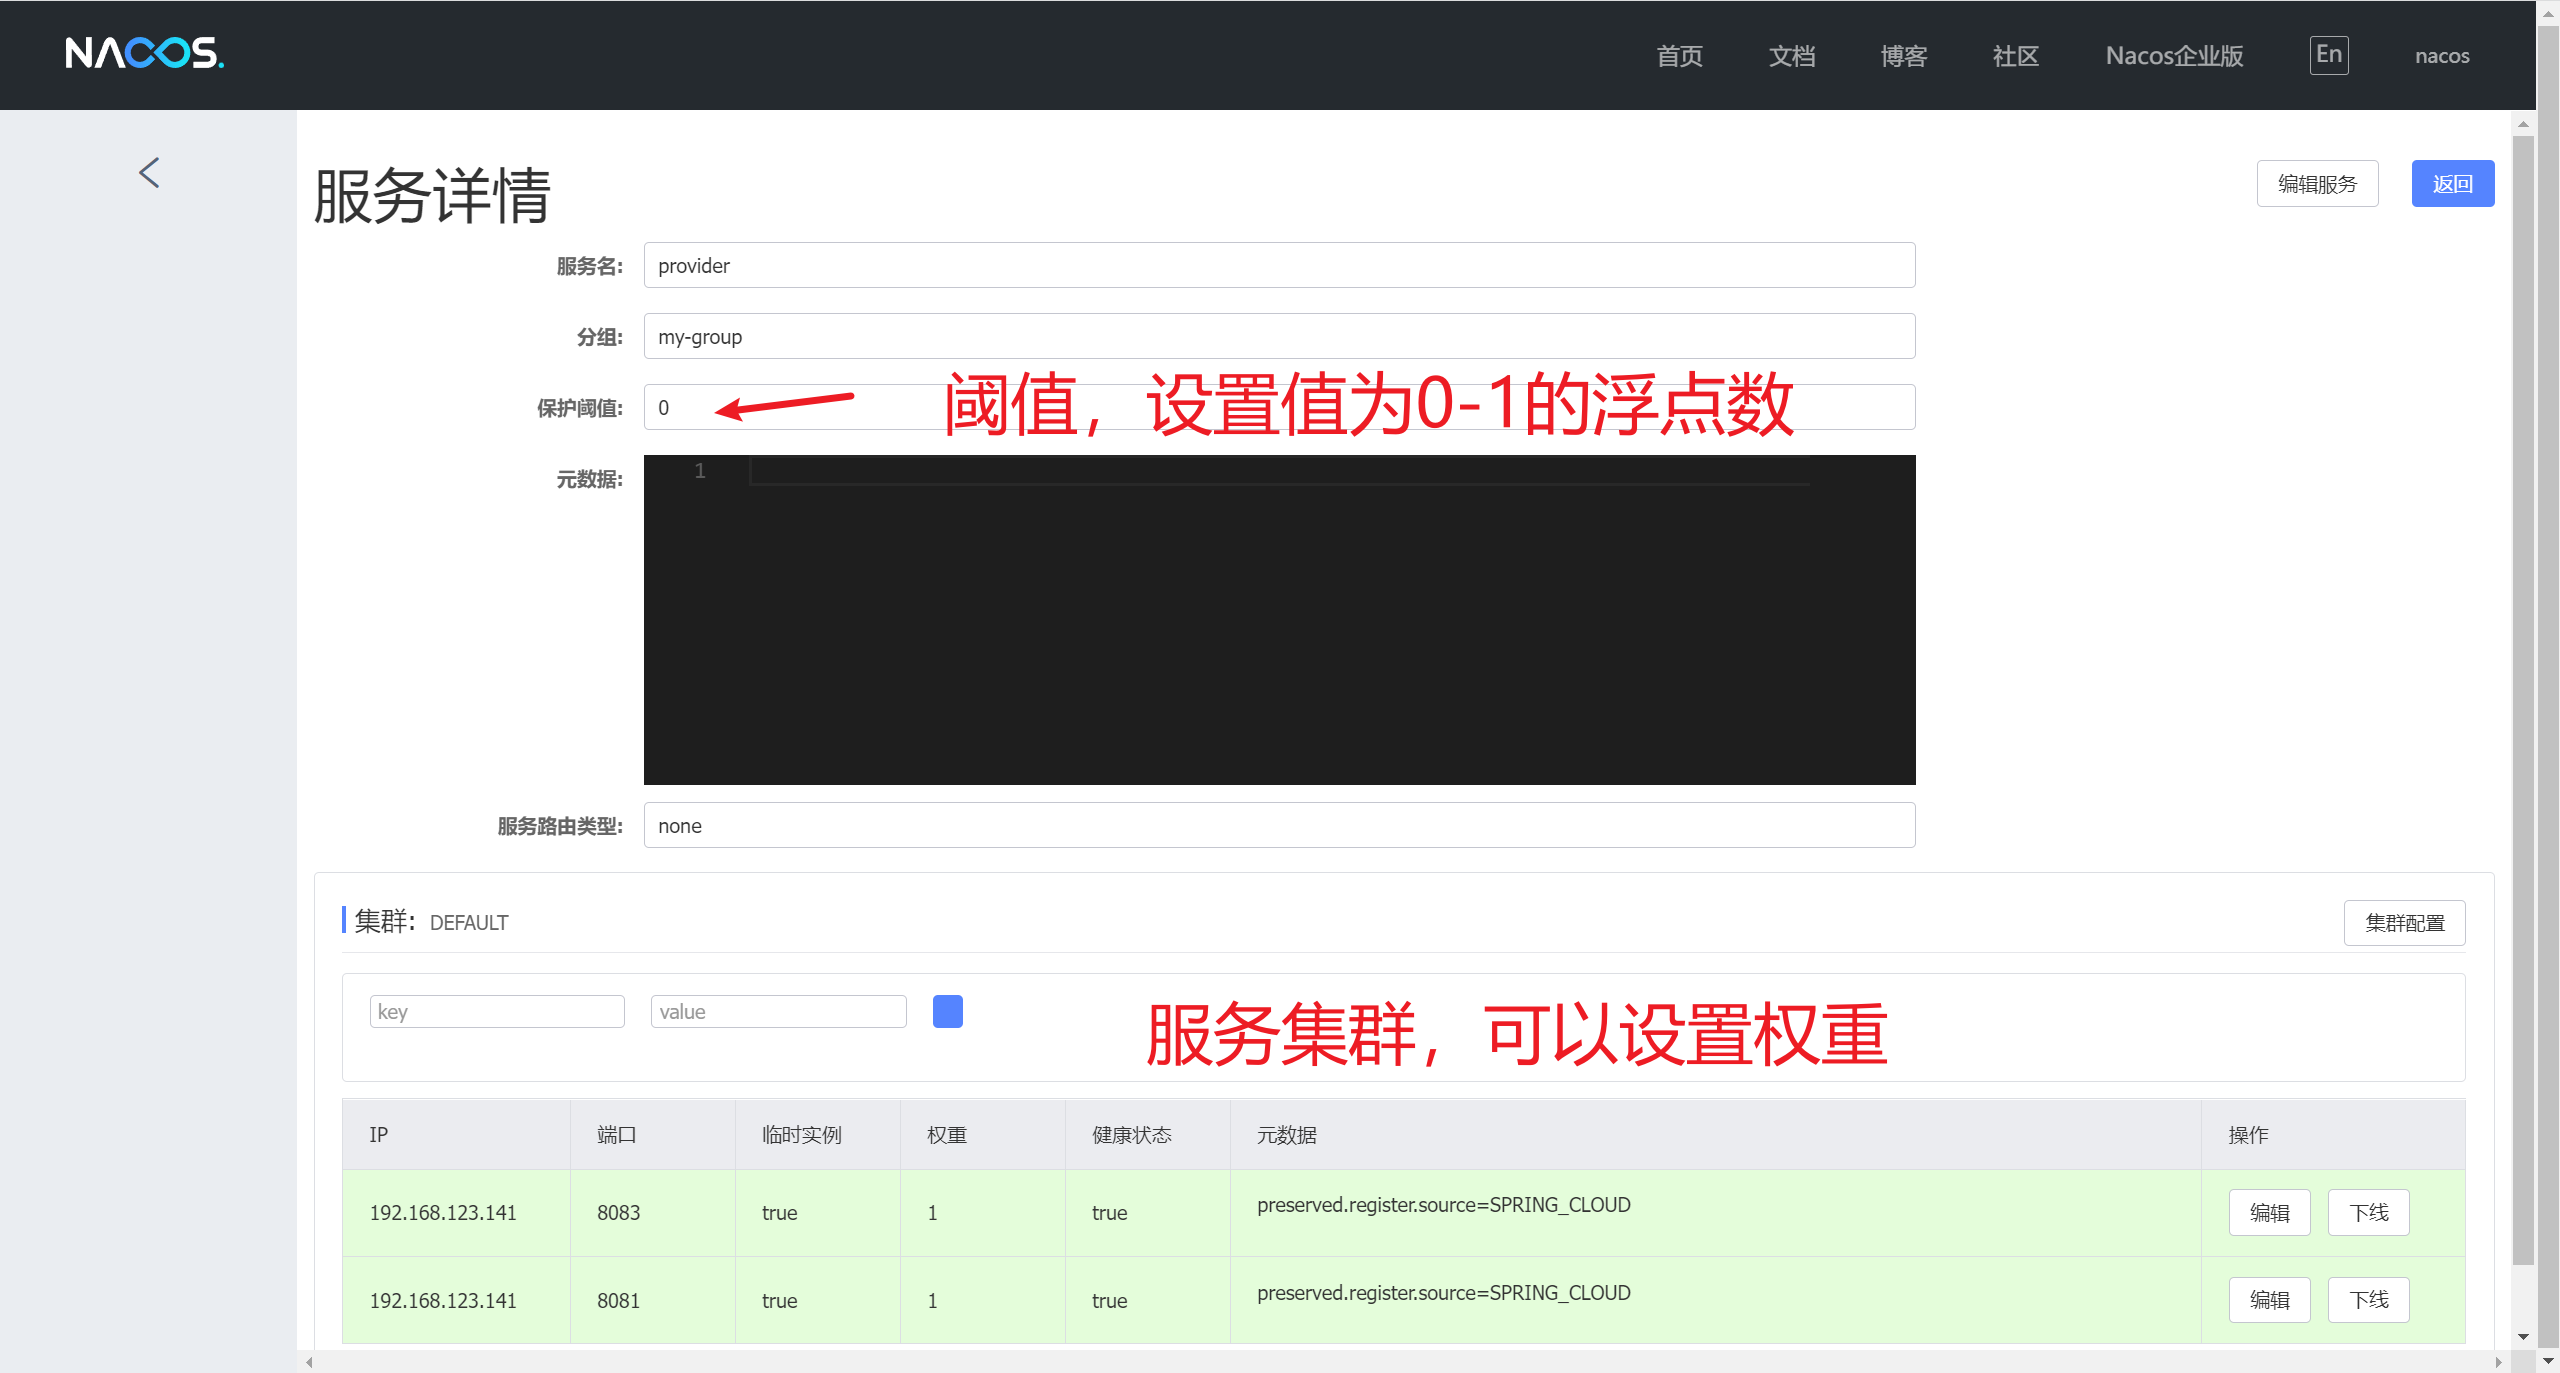 NACOS.
首页 文档 博客 社区 Nacos企业版 En nacos
服务详情
编辑服务 返回
服务名: provider
分组: my-group
保护阈值: 0
阈值，设置值为0-1的浮点数
元数据: 1
服务路由类型: none
集群: DEFAULT
集群配置
key value
服务集群，可以设置权重
IP 端口 临时实例 权重 健康状态 元数据 操作
192.168.123.141 8083 true 1 true preserved.register.source=SPRING_CLOUD 编辑 下线
192.168.123.141 8081 true 1 true preserved.register.source=SPRING_CLOUD 编辑 下线